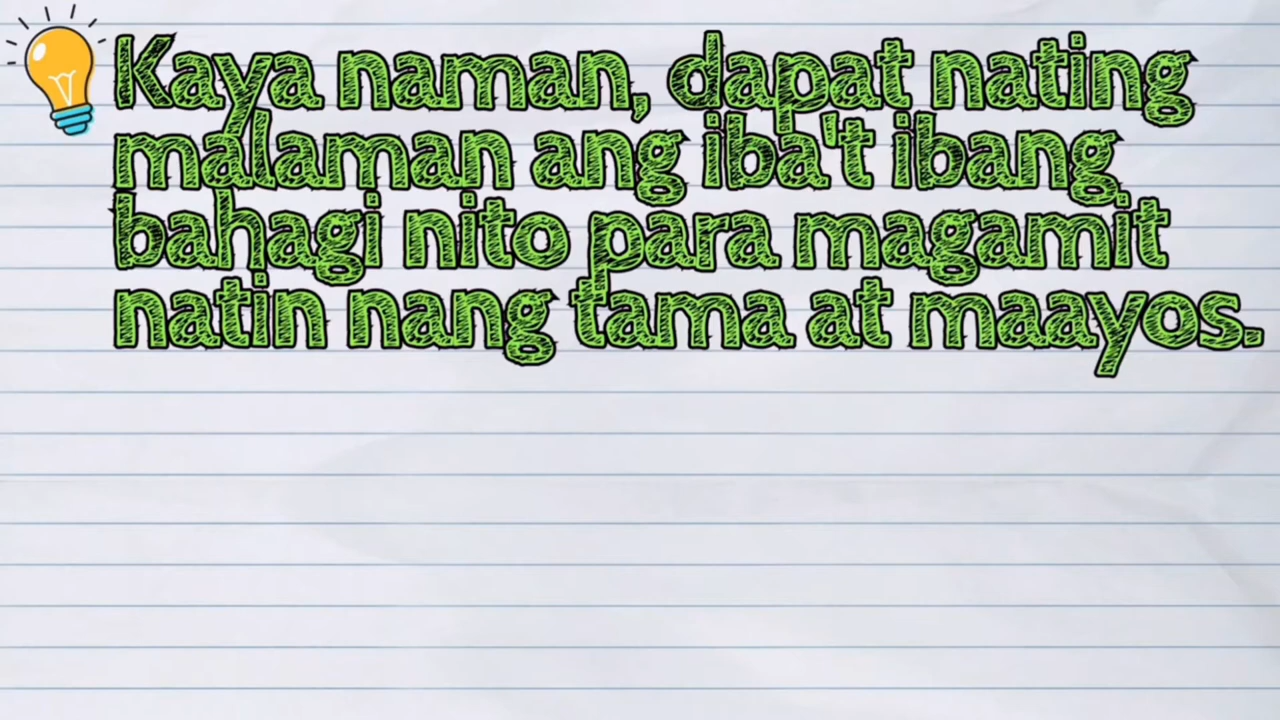 Kaya naman, dapat nating
malaman ang iba't ibang
bahagi nito para magamit
natin nang tama at maayos.